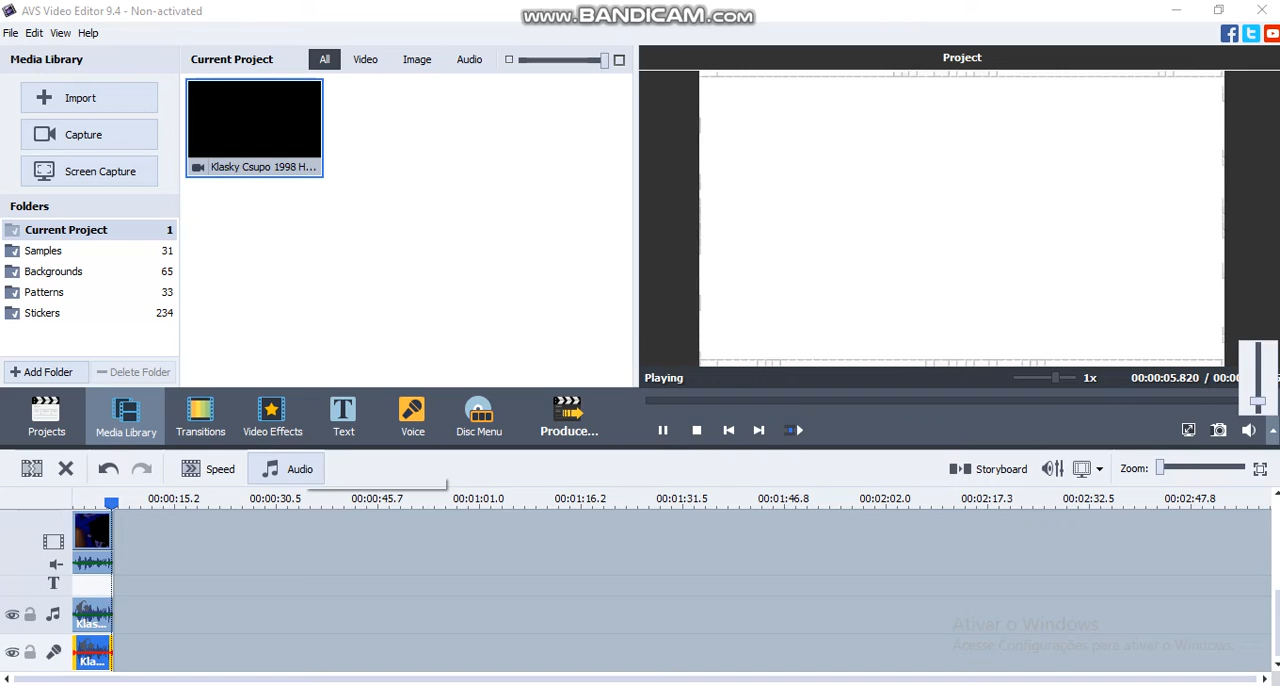 AVS Video Editor 9.4 - Non-activated
www.BANDICAM.com
File Edit View Help
Media Library
Current Project
All
Video
Image
Audio
Project
Import
Capture
Screen Capture
Klasky Csupo 1998 H...
Folders
Current Project 1
Samples 31
Backgrounds 65
Patterns 33
Stickers 234
Add Folder
Delete Folder
Playing
1x
00:00:05.820 / 00:00
Projects
Media Library
Transitions
Video Effects
Text
Voice
Disc Menu
Produce...
Speed
Audio
Storyboard
Zoom:
00:00:15.2 00:00:30.5 00:00:45.7 00:01:01.0 00:01:16.2 00:01:31.5 00:01:46.8 00:02:02.0 00:02:17.3 00:02:32.5 00:02:47.8
T
Klas...
Kla...
Ativar o Windows
Acesse Configurações para ativar o Windows.